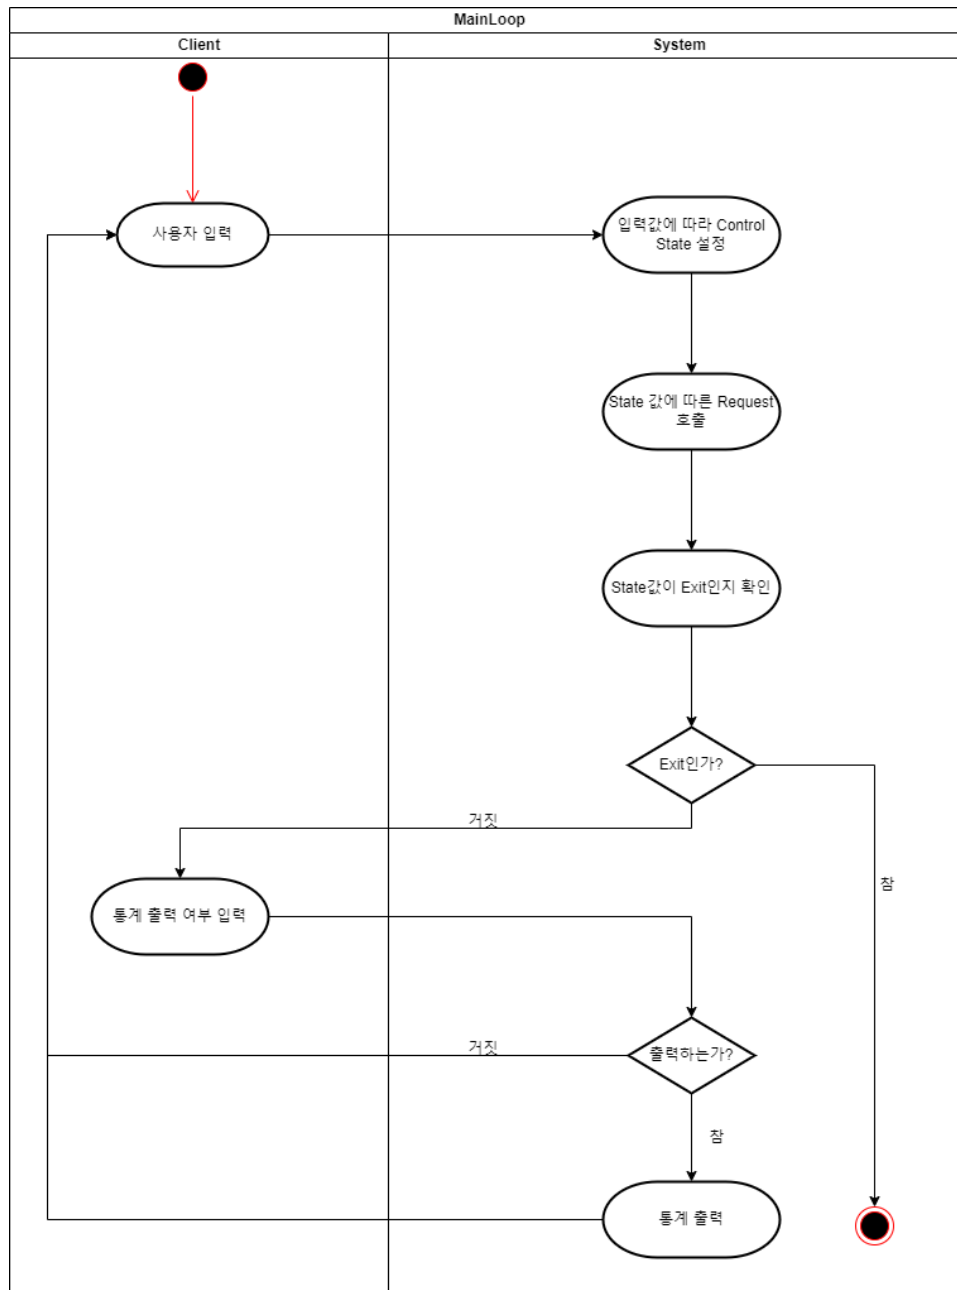 MainLoop
Client
System
사용자 입력
입력값에 따라 Control
State 설정
State 값에 따른 Request
호출
State값이 Exit인지 확인
Exit인가?
거짓
참
통계 출력 여부 입력
출력하는가?
거짓
참
통계 출력